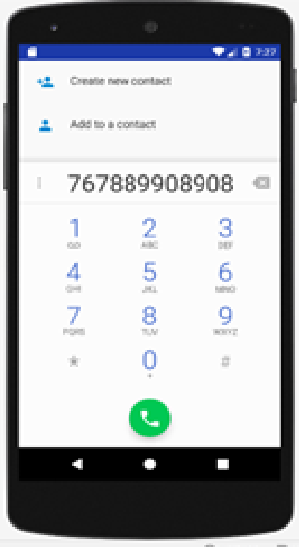 7:27
Create new contact
Add to a contact
767889908908
1 2 3
ABC DEF
4 5 6
GHI JKL MNO
7 8 9
PQRS TUV WXYZ
* 0 #
+